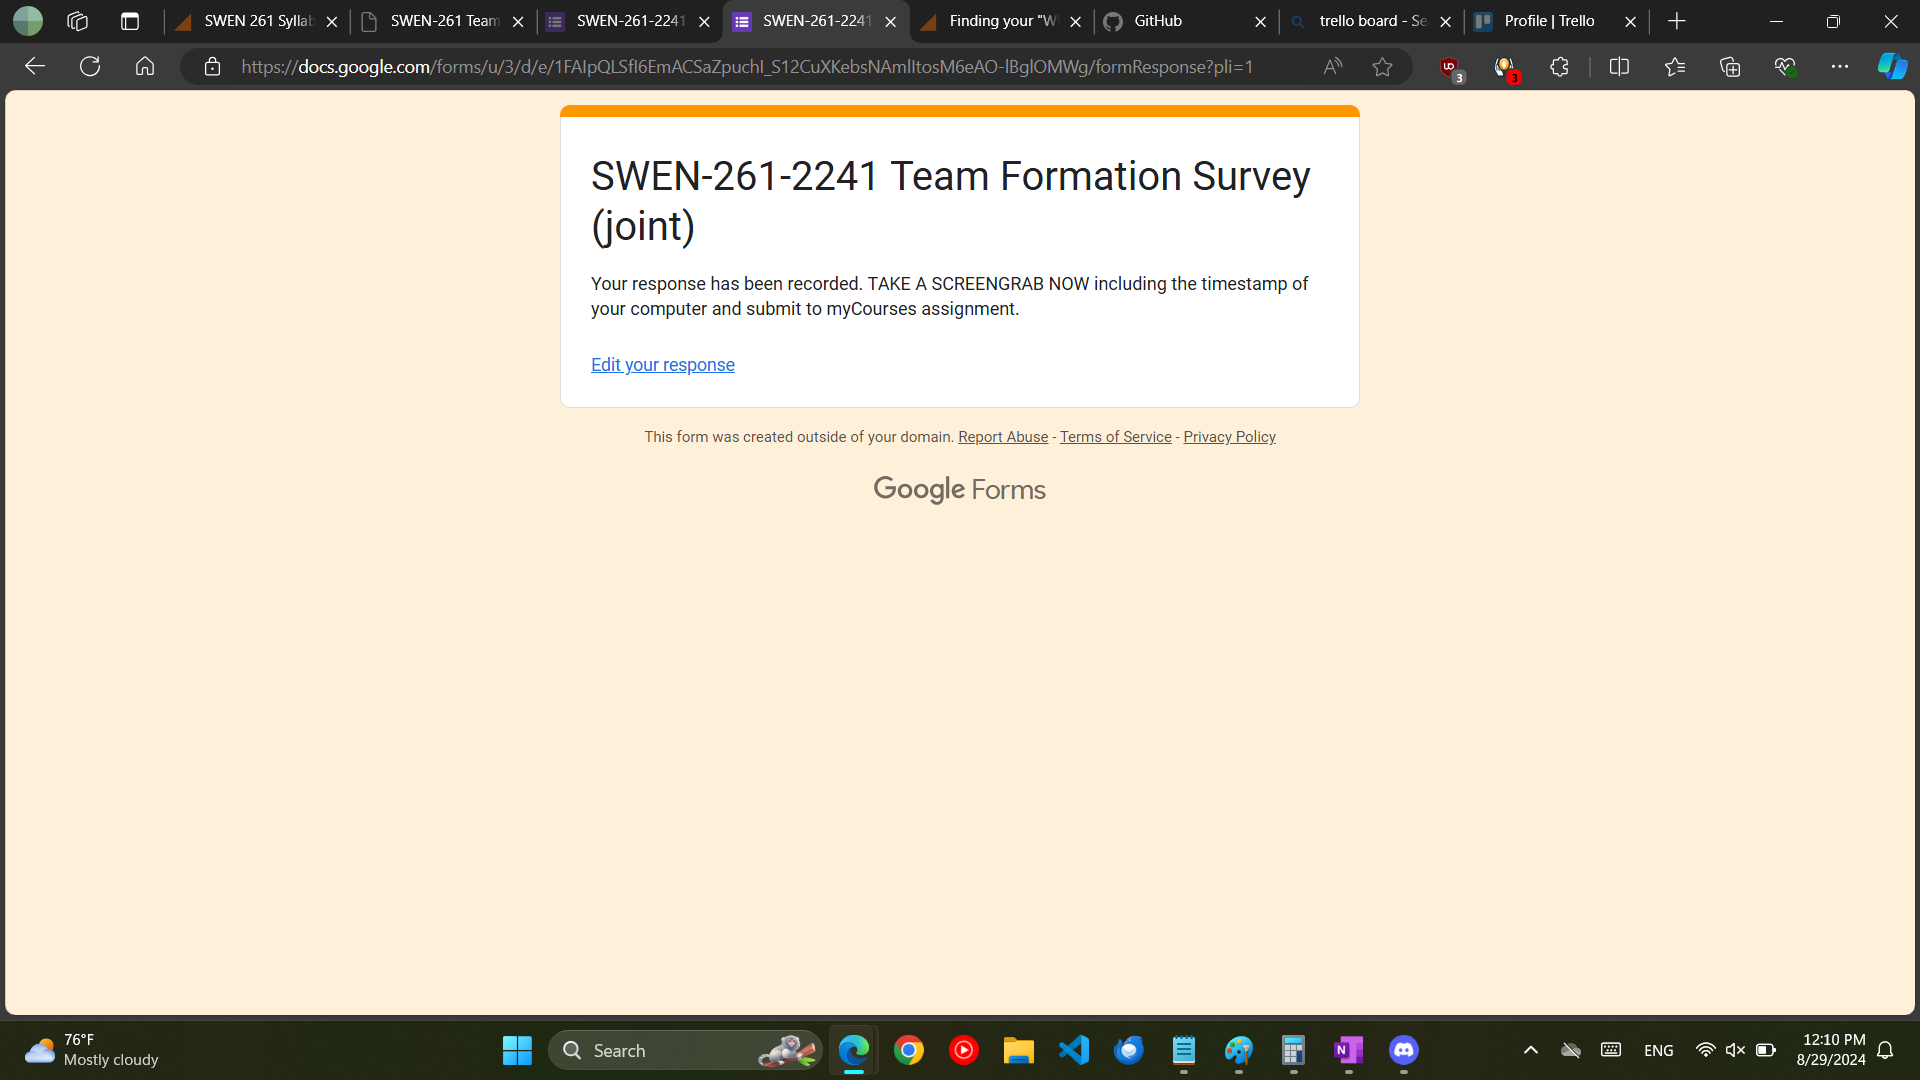 SWEN 261 Syllab
SWEN-261 Team
SWEN-261-2241
SWEN-261-2241
Finding your "W
GitHub
trello board - Se
Profile | Trello
https://docs.google.com/forms/u/3/d/e/1FAIpQLSfI6EmACSaZpuchI_S12CuXKebsNAmlItosM6eAO-lBglOMWg/formResponse?pli=1
3
3
SWEN-261-2241 Team Formation Survey
(joint)
Your response has been recorded. TAKE A SCREENGRAB NOW including the timestamp of
your computer and submit to myCourses assignment.
Edit your response
This form was created outside of your domain. Report Abuse - Terms of Service - Privacy Policy
Google Forms
76°F
Mostly cloudy
Search
ENG
12:10 PM
8/29/2024